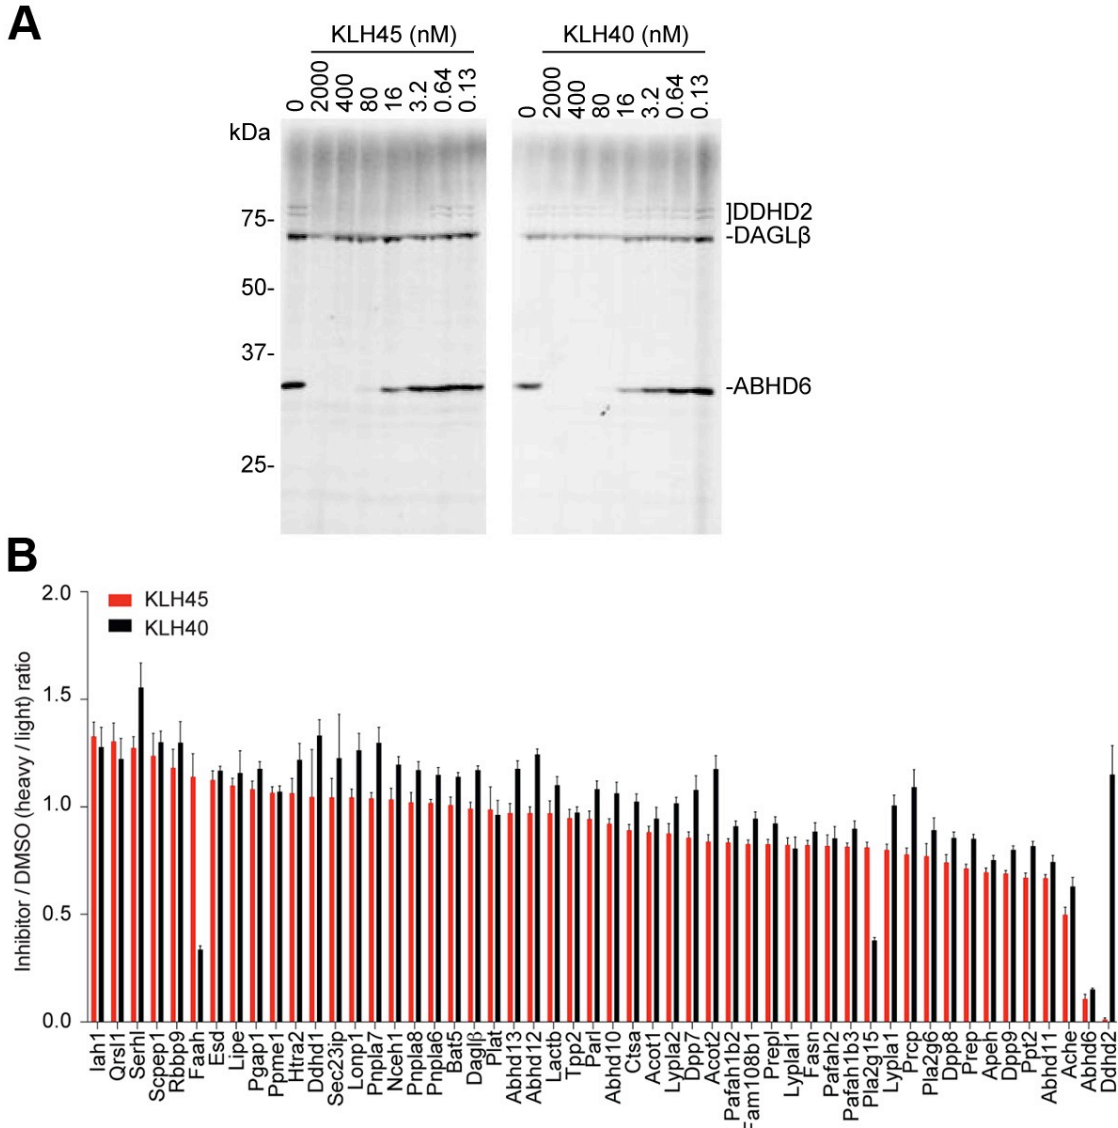 A
KLH45 (nM)
KLH40 (nM)
0 2000 400 80 16 3.2 0.64 0.13
0 2000 400 80 16 3.2 0.64 0.13
kDa
75-
50-
37-
25-
]DDHD2
-DAGLβ
-ABHD6
B
Inhibitor / DMSO (heavy / light) ratio
2.0
1.5
1.0
0.5
0.0
KLH45
KLH40
Iah1
Qrsl1
Serhl
Scpep1
Rbbp9
Faah
Esd
Lipe
Pgap1
Ppme1
Htra2
Ddhd1
Sec23ip
Lonp1
Pnpla7
Nceh1
Pnpla8
Pnpla6
Bat5
Daglβ
Plat
Abhd13
Abhd12
Lactb
Tpp2
Parl
Abhd10
Ctsa
Acot1
Lypla2
Dpp7
Acot2
Pafah1b2
Fam108b1
Prepl
Lyplal1
Fasn
Pafah2
Pafah1b3
Pla2g15
Lypla1
Prcp
Pla2g6
Dpp8
Prep
Apeh
Dpp9
Ppt2
Abhd11
Ache
Abhd6
Ddhd2